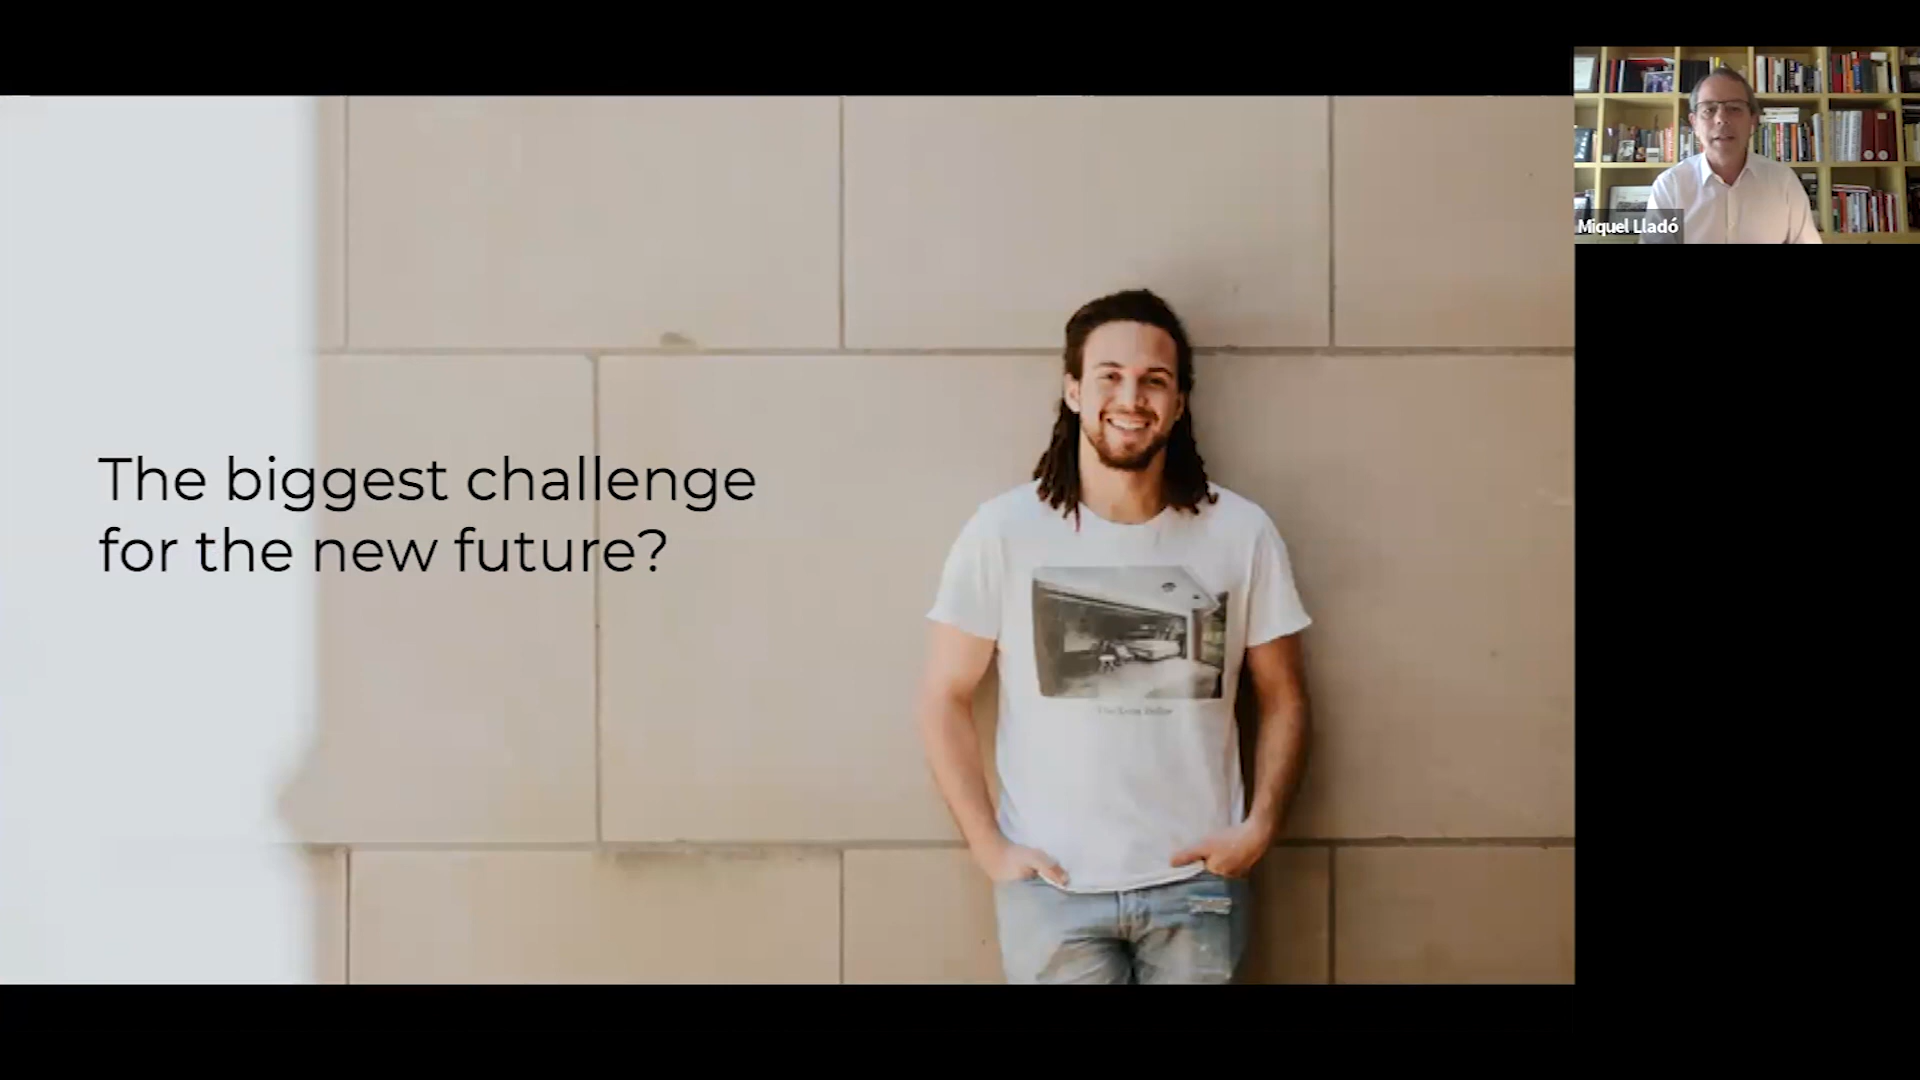 The biggest challenge
for the new future?
Miquel Lladó